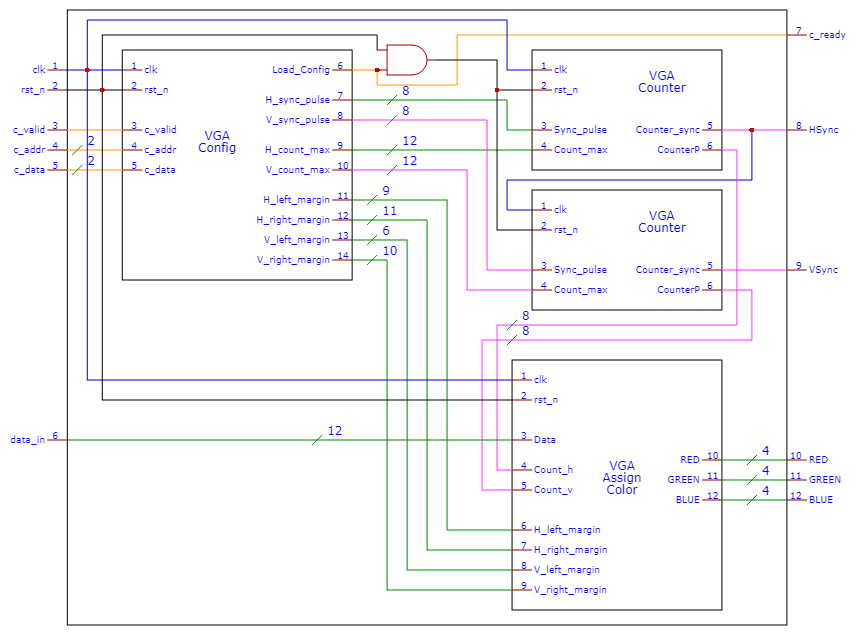 7 c_ready
clk 1 1 clk Load_Config 6
1 clk VGA Counter
rst_n 2 2 rst_n
2 rst_n
H_sync_pulse 7 8
V_sync_pulse 8 8
c_valid 3 3 c_valid VGA Config
3 Sync_pulse Counter_sync 5 8 HSync
c_addr 4 2 4 c_addr H_count_max 9 12
4 Count_max CounterP 6
c_data 5 2 5 c_data V_count_max 10 12
H_left_margin 11 9
1 clk VGA Counter
H_right_margin 12 11
2 rst_n
V_left_margin 13 6
V_right_margin 14 10
3 Sync_pulse Counter_sync 5 9 VSync
4 Count_max CounterP 6
8
8
1 clk
2 rst_n
data_in 6 12 3 Data
VGA Assign Color
RED 10 4 10 RED
4 Count_h
GREEN 11 4 11 GREEN
5 Count_v
BLUE 12 4 12 BLUE
6 H_left_margin
7 H_right_margin
8 V_left_margin
9 V_right_margin